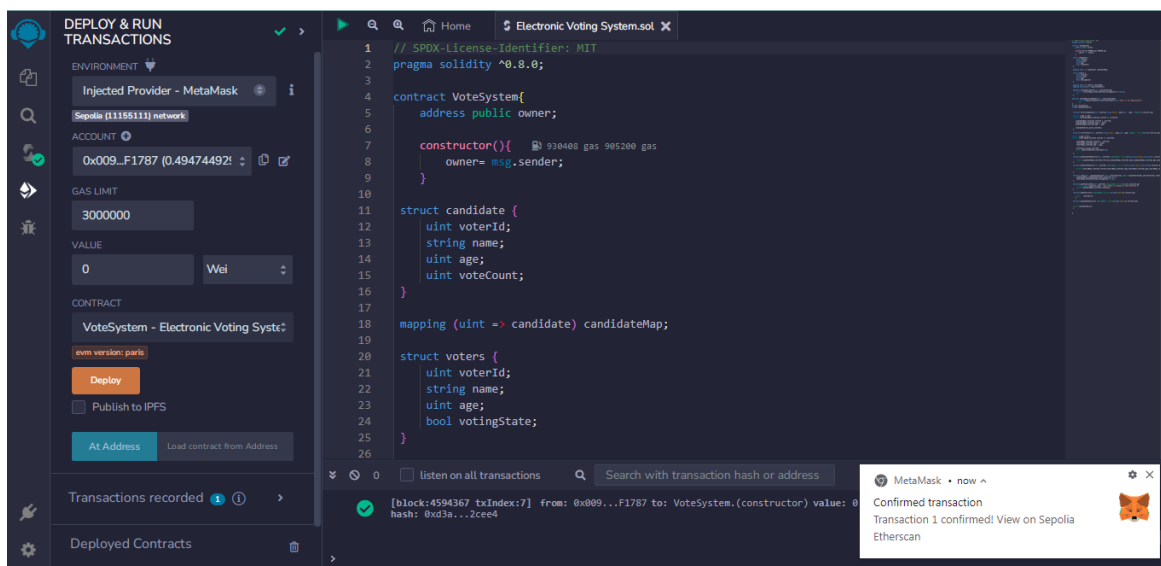 DEPLOY & RUN
TRANSACTIONS
ENVIRONMENT
Injected Provider - MetaMask
i
Sepolia (11155111) network
ACCOUNT
0x009...F1787 (0.494744929
GAS LIMIT
3000000
VALUE
0
Wei
CONTRACT
VoteSystem - Electronic Voting Syste
evm version: paris
Deploy
Publish to IPFS
At Address
Load contract from Address
Transactions recorded 1 i
Deployed Contracts
Home
Electronic Voting System.sol
1 // SPDX-License-Identifier: MIT
2 pragma solidity ^0.8.0;
3
4 contract VoteSystem{
5 address public owner;
6
7 constructor(){ 930408 gas 905200 gas
8 owner= msg.sender;
9 }
10
11 struct candidate {
12 uint voterId;
13 string name;
14 uint age;
15 uint voteCount;
16 }
17
18 mapping (uint => candidate) candidateMap;
19
20 struct voters {
21 uint voterId;
22 string name;
23 uint age;
24 bool votingState;
25 }
26
0
listen on all transactions
Search with transaction hash or address
[block:4594367 txIndex:7] from: 0x009...F1787 to: VoteSystem.(constructor) value: 0
hash: 0xd3a...2cee4
>
MetaMask • now
Confirmed transaction
Transaction 1 confirmed! View on Sepolia
Etherscan